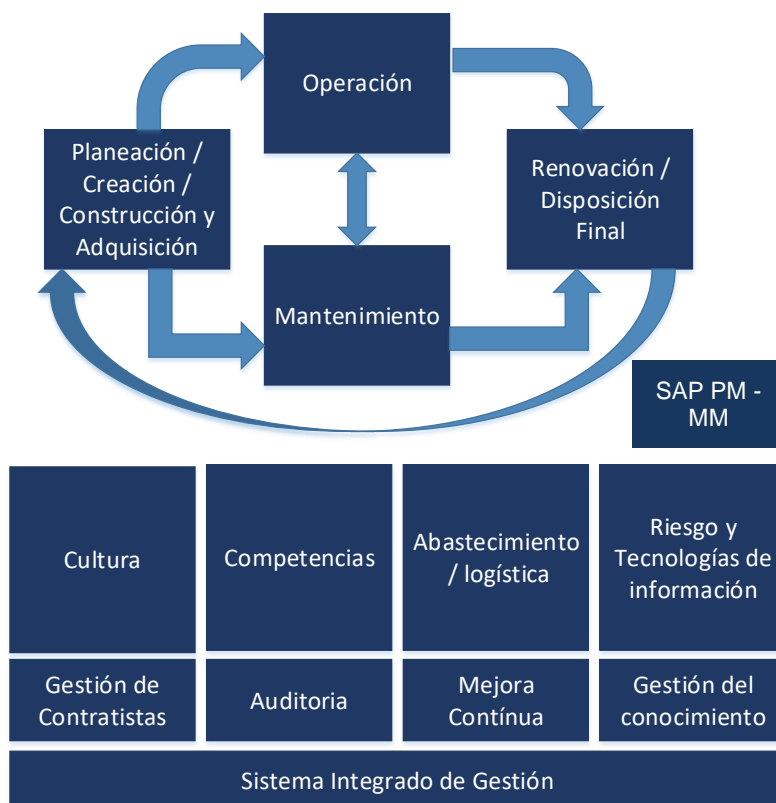 Operación
Planeación /
Creación /
Construcción y
Adquisición
Renovación /
Disposición
Final
Mantenimiento
SAP PM -
MM
Cultura
Competencias
Abastecimiento
/ logística
Riesgo y
Tecnologías de
información
Gestión de
Contratistas
Auditoria
Mejora
Contínua
Gestión del
conocimiento
Sistema Integrado de Gestión